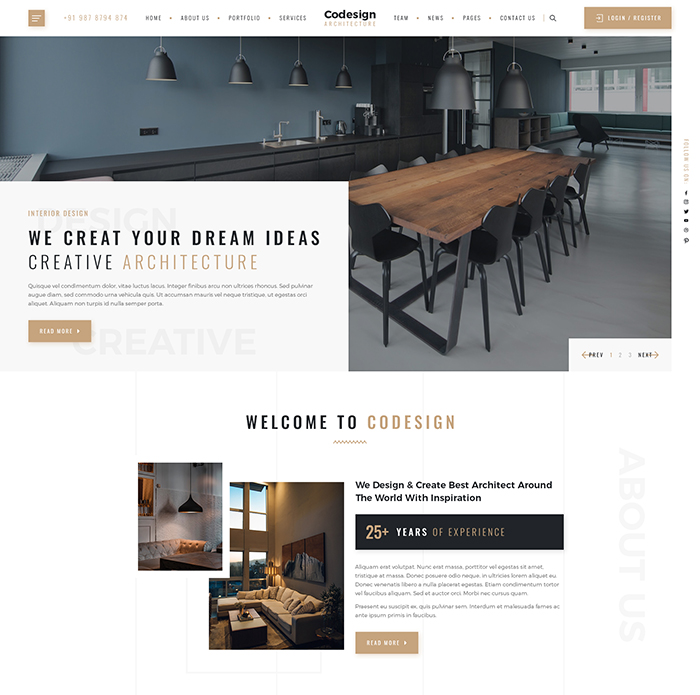 +91 987 8794 874
HOME • ABOUT US • PORTFOLIO • SERVICES
Codesign
ARCHITECTURE
TEAM • NEWS • PAGES • CONTACT US
LOGIN / REGISTER
FOLLOW US ON
DESIGN
INTERIOR DESIGN
WE CREAT YOUR DREAM IDEAS
CREATIVE ARCHITECTURE
Quisque vel condimentum dolor, vitae luctus lacus. Integer finibus arcu non ultrices rhoncus. Sed pulvinar
augue diam, sed commodo urna vehicula quis. Ut accumsan mauris vel neque tristique, ut egestas orci
aliquet. Aliquam non turpis id nulla semper porta.
READ MORE
CREATIVE
PREV 1 2 3 NEXT
WELCOME TO CODESIGN
We Design & Create Best Architect Around
The World With Inspiration
25+ YEARS OF EXPERIENCE
Aliquam erat volutpat. Nunc erat massa, porttitor vel egestas sit amet,
tristique at massa. Donec posuere odio neque, in ultricies lorem aliquet eu.
Donec venenatis libero a nulla placerat egestas. Etiam condimentum tortor
vel faucibus aliquam. Sed et auctor orci. Morbi nec cursus quam.
Praesent eu suscipit ex, quis pulvinar sem. Interdum et malesuada fames ac
ante ipsum primis in faucibus.
READ MORE
ABOUT US